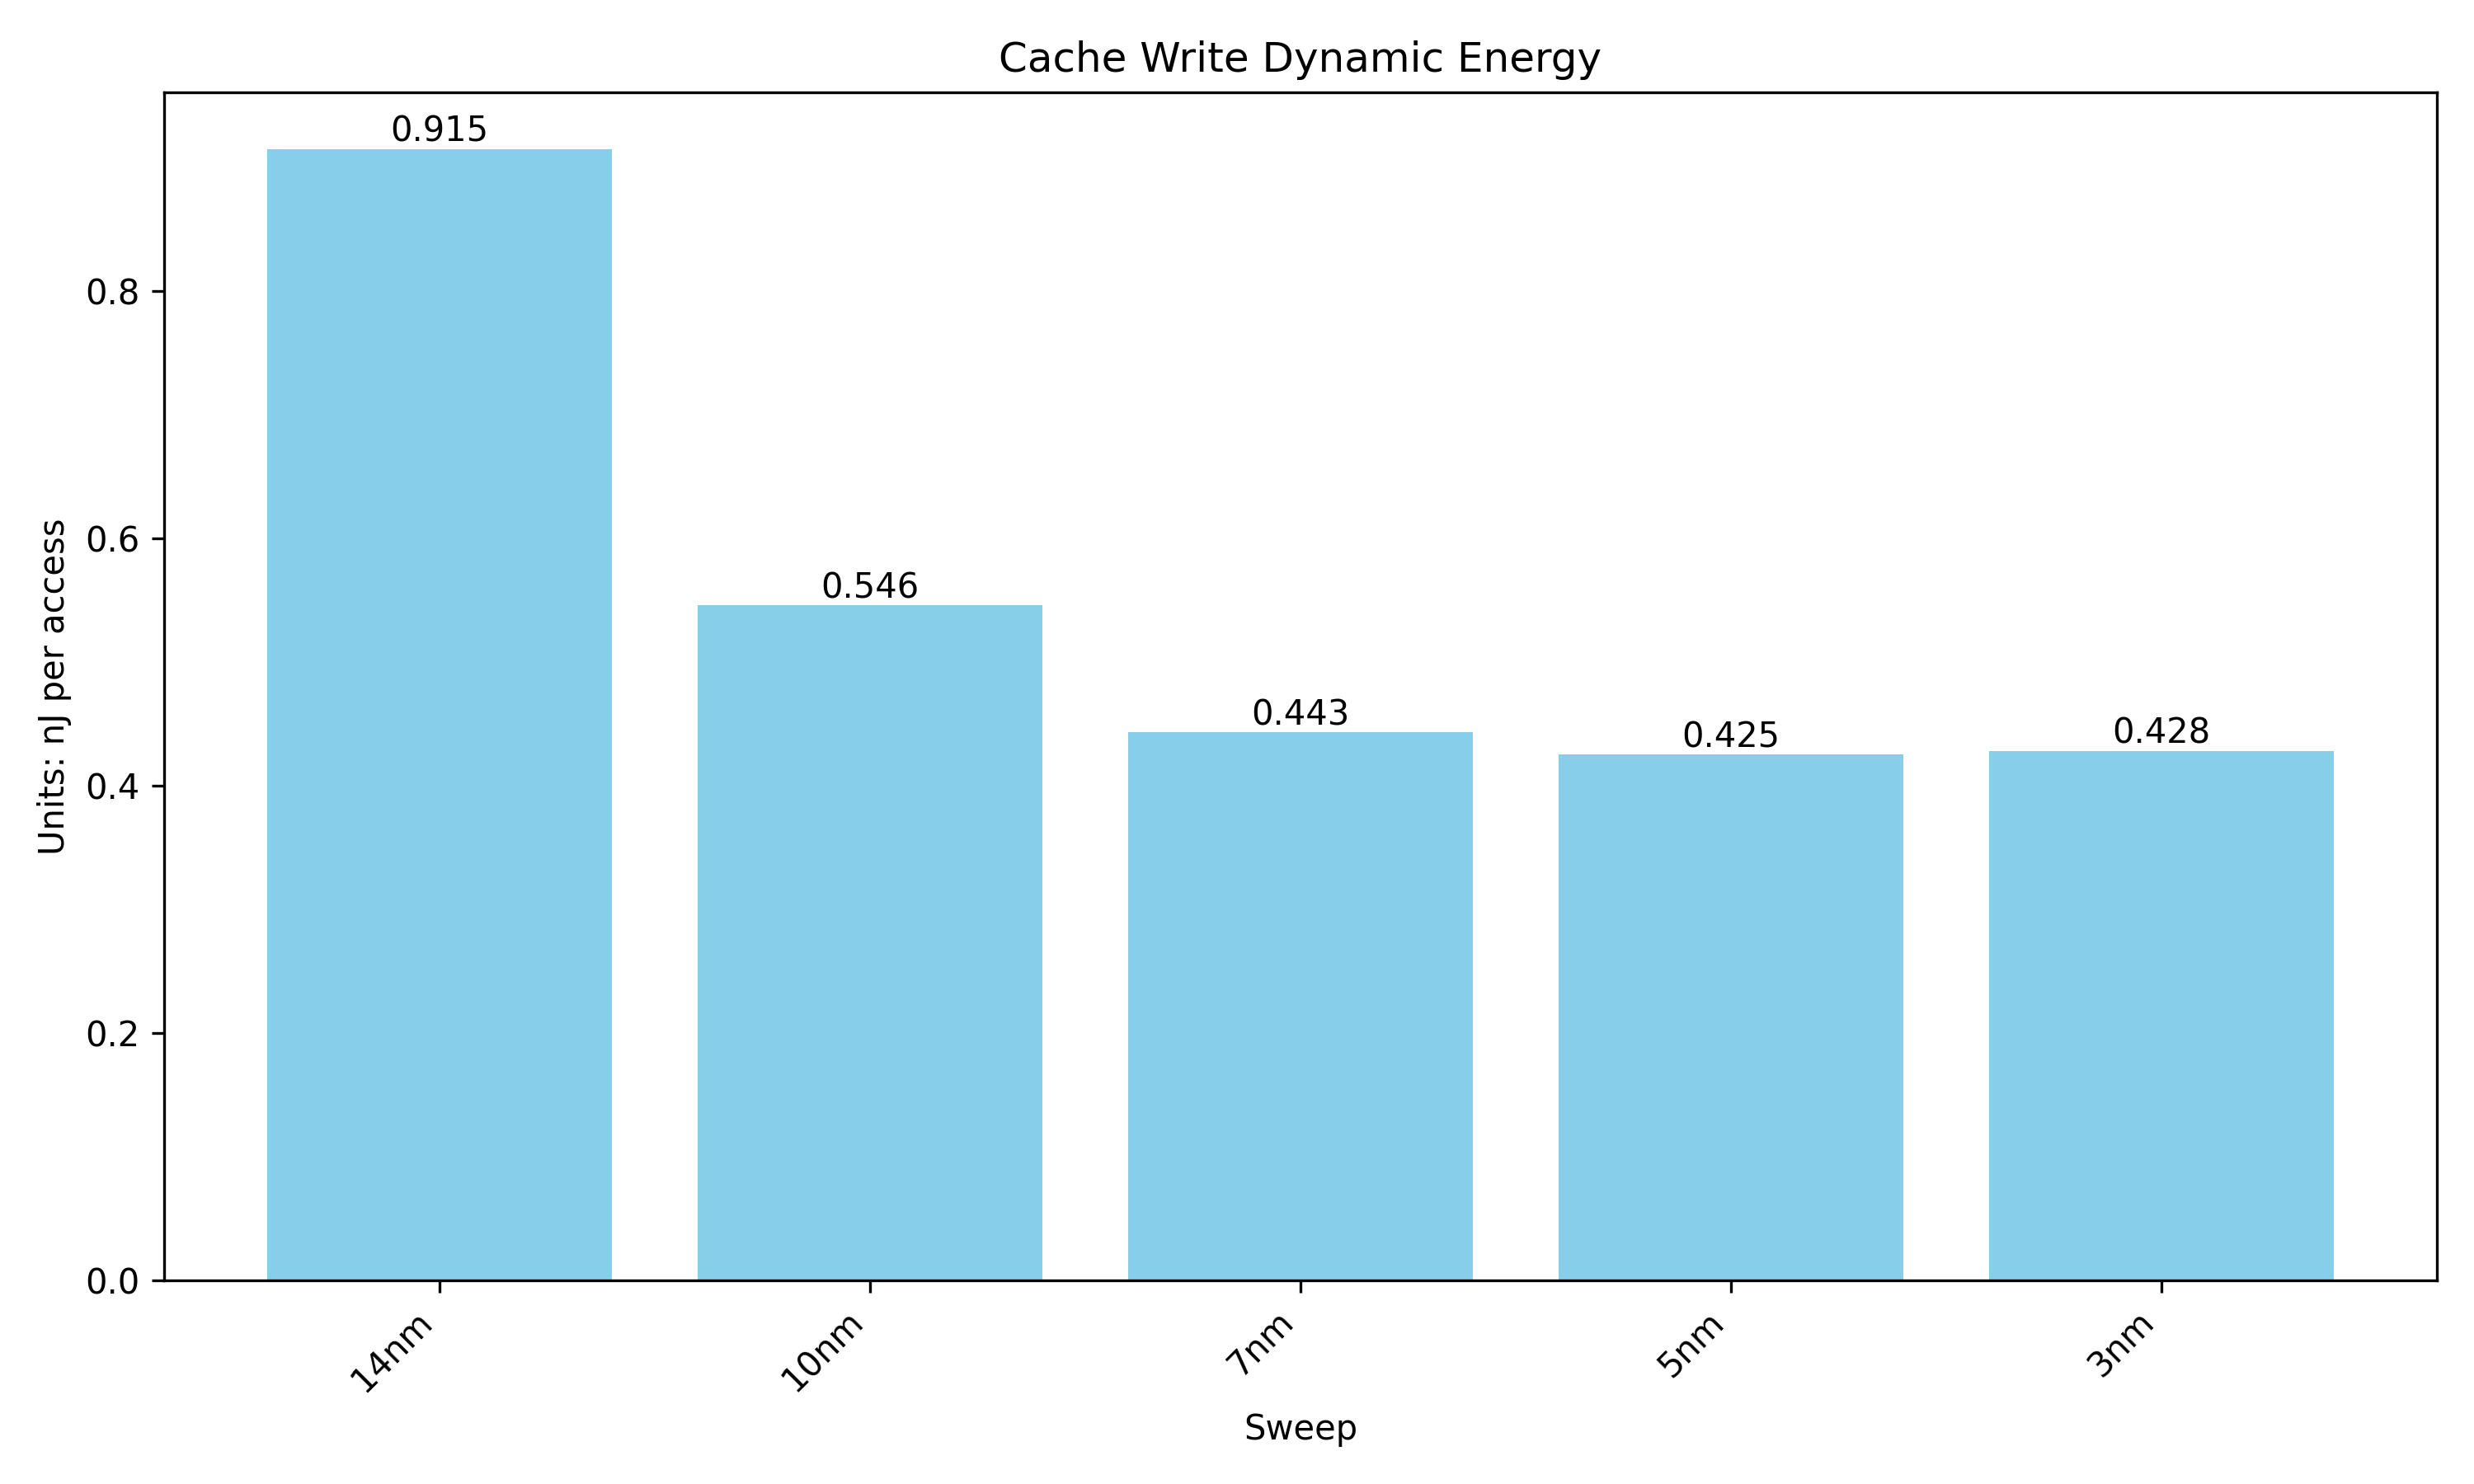 Cache Write Dynamic Energy
Units: nJ per access
0.8
0.6
0.4
0.2
0.0
0.915
0.546
0.443
0.425
0.428
14nm
10nm
7nm
5nm
3nm
Sweep